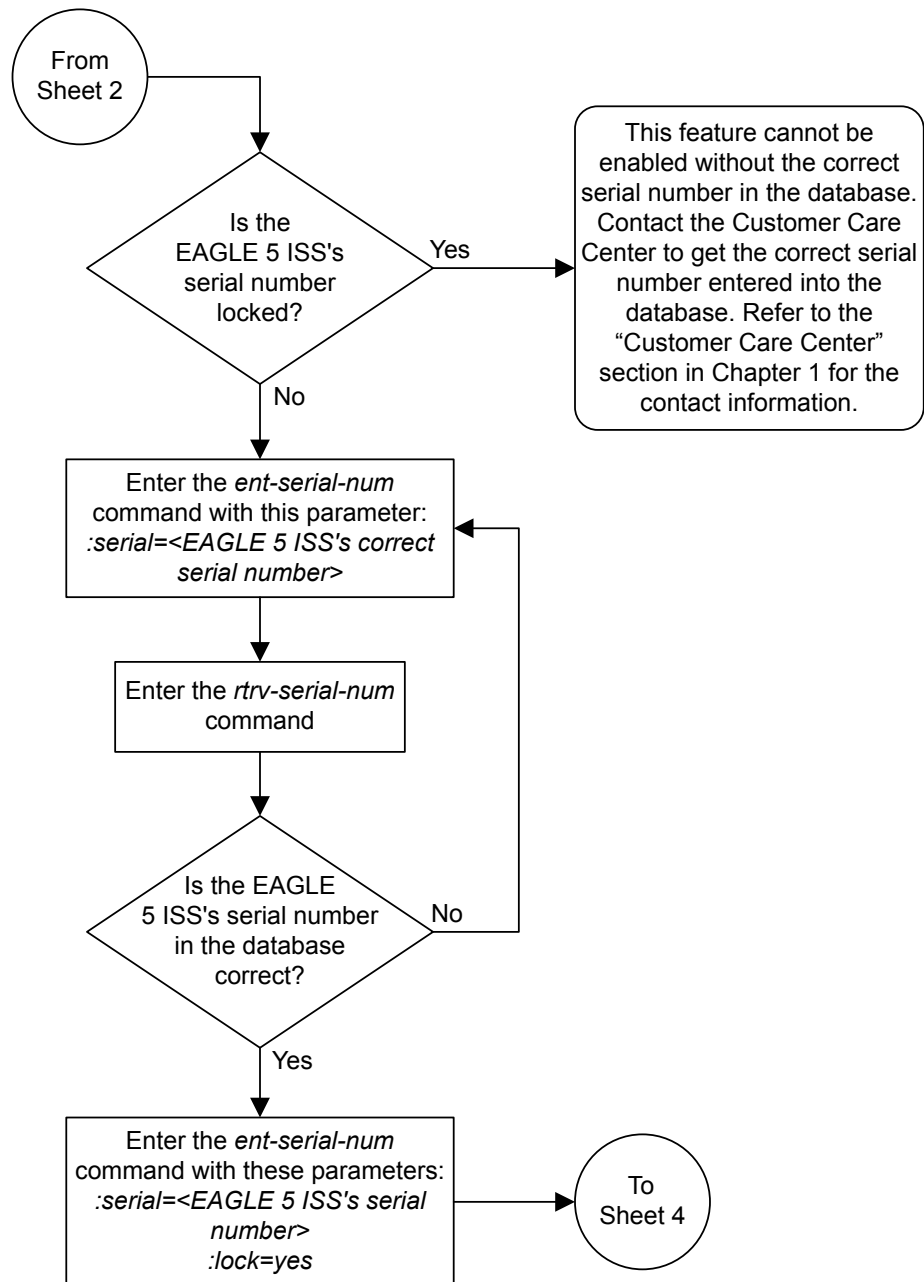 From
Sheet 2
Is the
EAGLE 5 ISS's
serial number
locked?
Yes
This feature cannot be
enabled without the correct
serial number in the database.
Contact the Customer Care
Center to get the correct serial
number entered into the
database. Refer to the
“Customer Care Center”
section in Chapter 1 for the
contact information.
No
Enter the ent-serial-num
command with this parameter:
:serial=<EAGLE 5 ISS's correct
serial number>
Enter the rtrv-serial-num
command
Is the EAGLE
5 ISS's serial number
in the database
correct?
No
Yes
Enter the ent-serial-num
command with these parameters:
:serial=<EAGLE 5 ISS's serial
number>
:lock=yes
To
Sheet 4